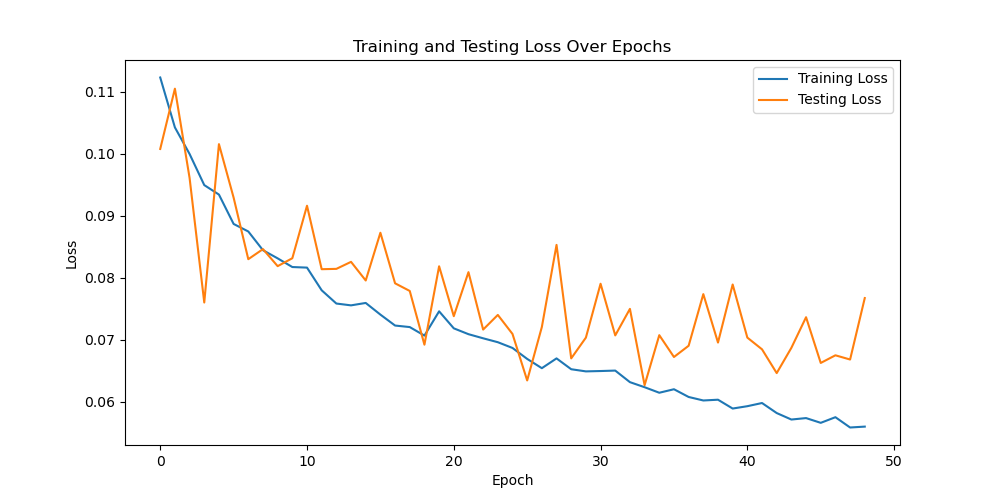 Training and Testing Loss Over Epochs
Training Loss
Testing Loss
0.11
0.10
0.09
0.08
0.07
0.06
Loss
0 10 20 30 40 50
Epoch